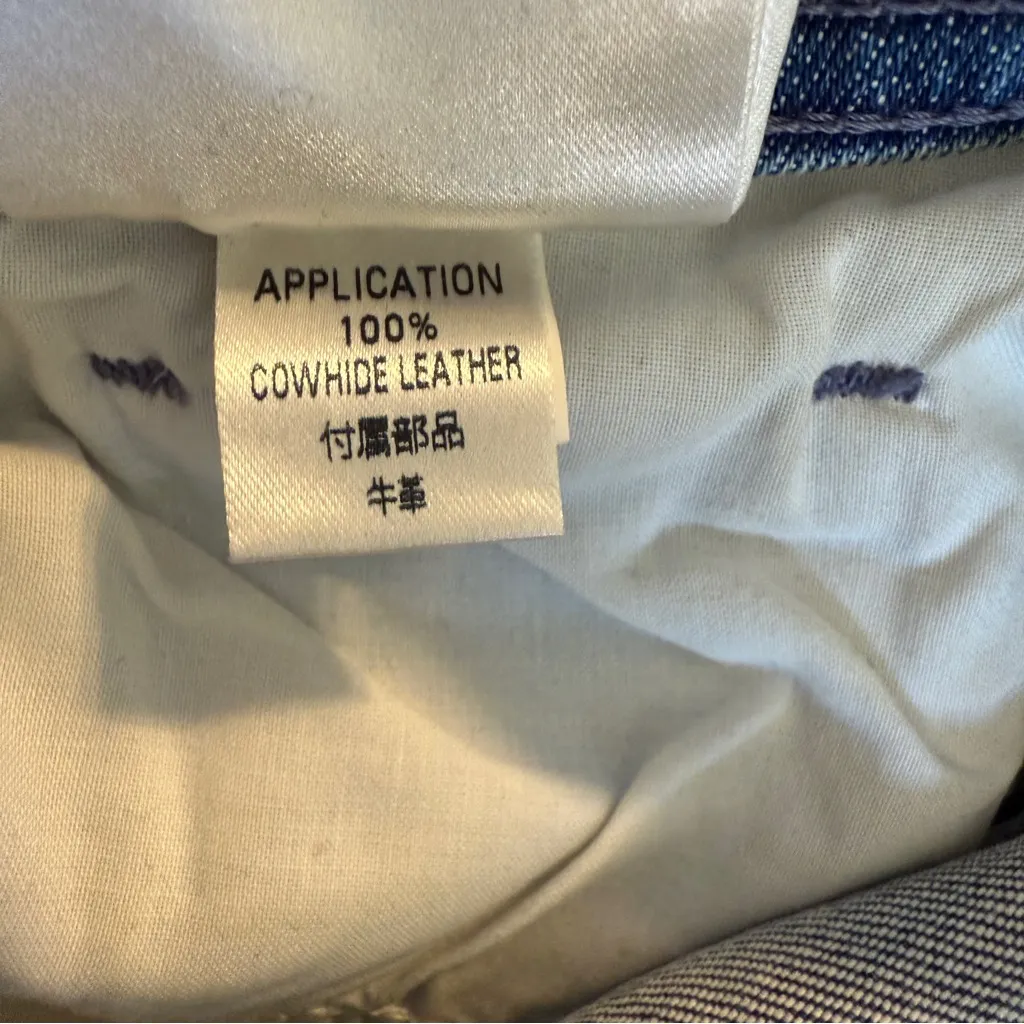 APPLICATION
100%
COWHIDE LEATHER
付属部品
牛革